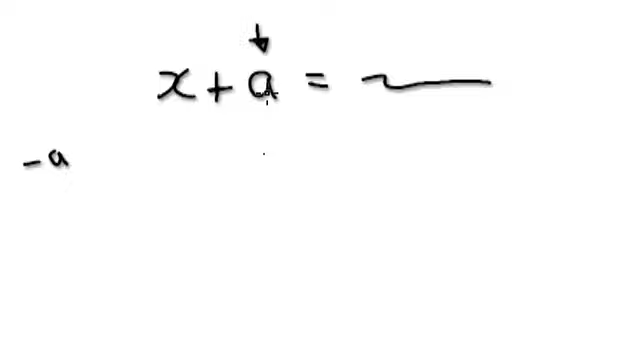 x + a =
- a